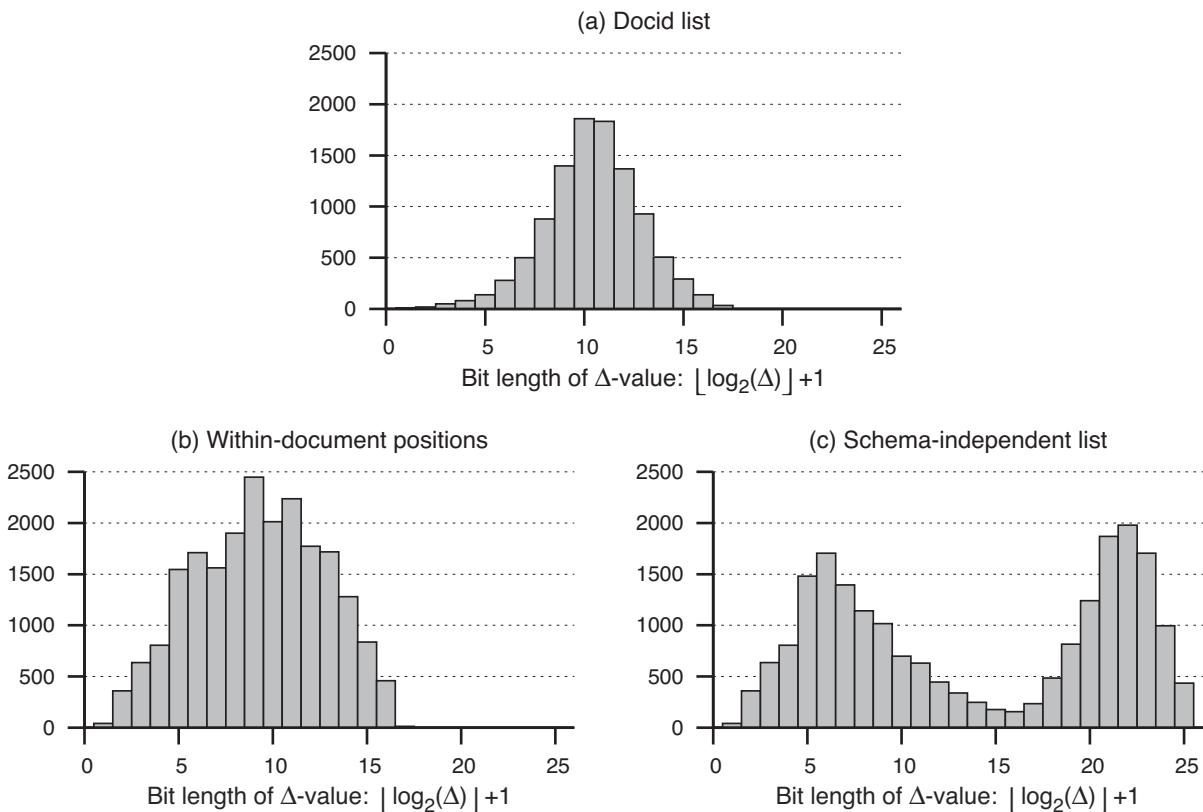 (a) Docid list
2500
2000
1500
1000
500
0
0 5 10 15 20 25
Bit length of Δ-value: ⌊log₂(Δ)⌋+1
(b) Within-document positions
2500
2000
1500
1000
500
0
0 5 10 15 20 25
Bit length of Δ-value: ⌊log₂(Δ)⌋+1
(c) Schema-independent list
2500
2000
1500
1000
500
0
0 5 10 15 20 25
Bit length of Δ-value: ⌊log₂(Δ)⌋+1